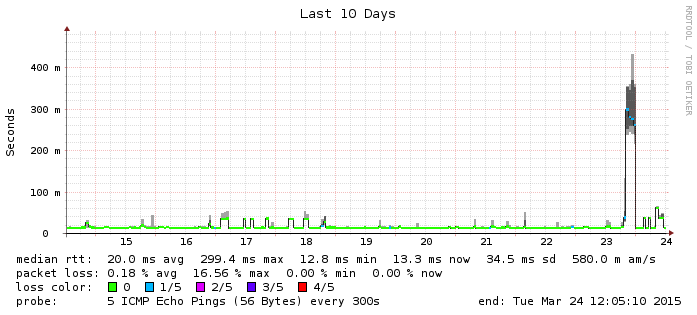 Last 10 Days
RRDTOOL / TOBI OETIKER
Seconds
400 m
300 m
200 m
100 m
0
15 16 17 18 19 20 21 22 23 24
median rtt: 20.0 ms avg 299.4 ms max 12.8 ms min 13.3 ms now 34.5 ms sd 580.0 m am/s
packet loss: 0.18 % avg 16.56 % max 0.00 % min 0.00 % now
loss color: 0 1/5 2/5 3/5 4/5
probe: 5 ICMP Echo Pings (56 Bytes) every 300s end: Tue Mar 24 12:05:10 2015